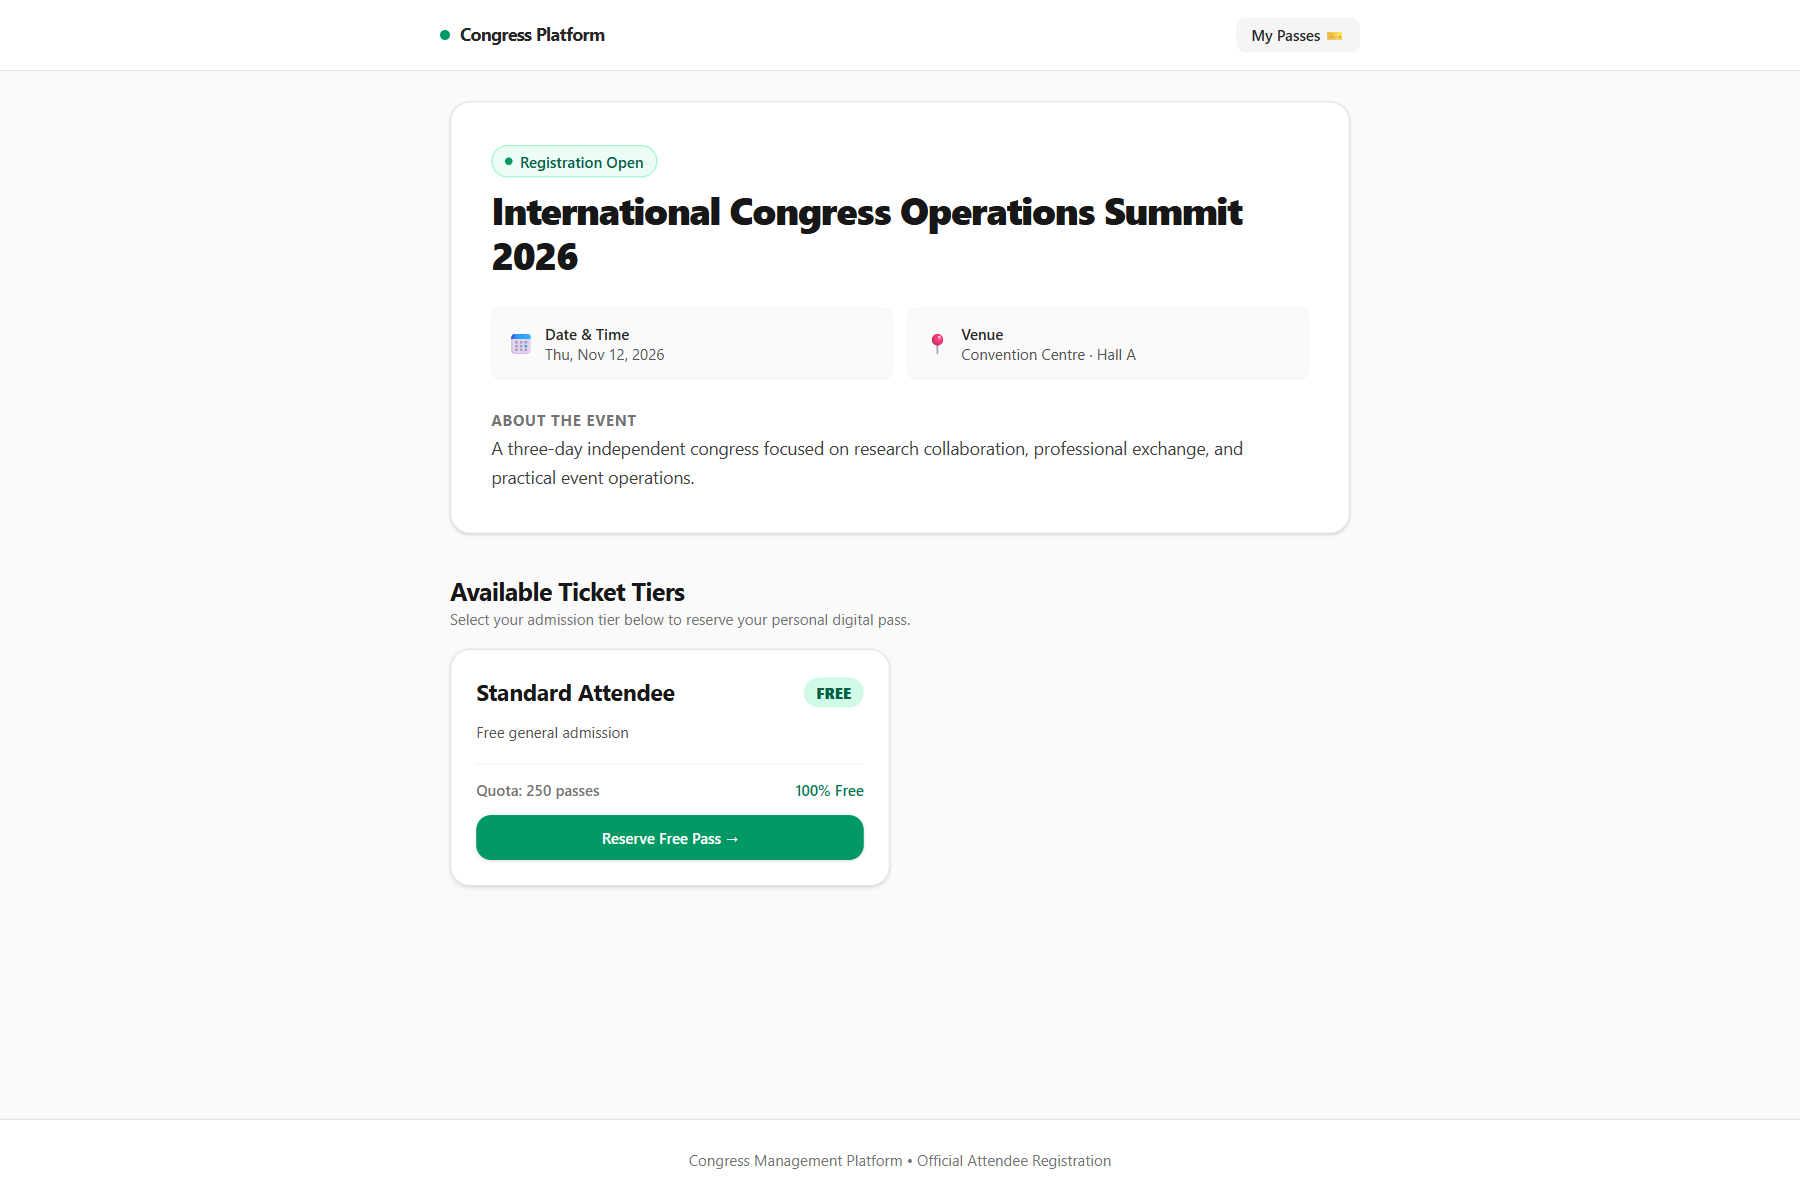 Congress Platform
My Passes
Registration Open
International Congress Operations Summit
2026
Date & Time
Thu, Nov 12, 2026
Venue
Convention Centre · Hall A
ABOUT THE EVENT
A three-day independent congress focused on research collaboration, professional exchange, and
practical event operations.
Available Ticket Tiers
Select your admission tier below to reserve your personal digital pass.
Standard Attendee
FREE
Free general admission
Quota: 250 passes
100% Free
Reserve Free Pass →
Congress Management Platform • Official Attendee Registration